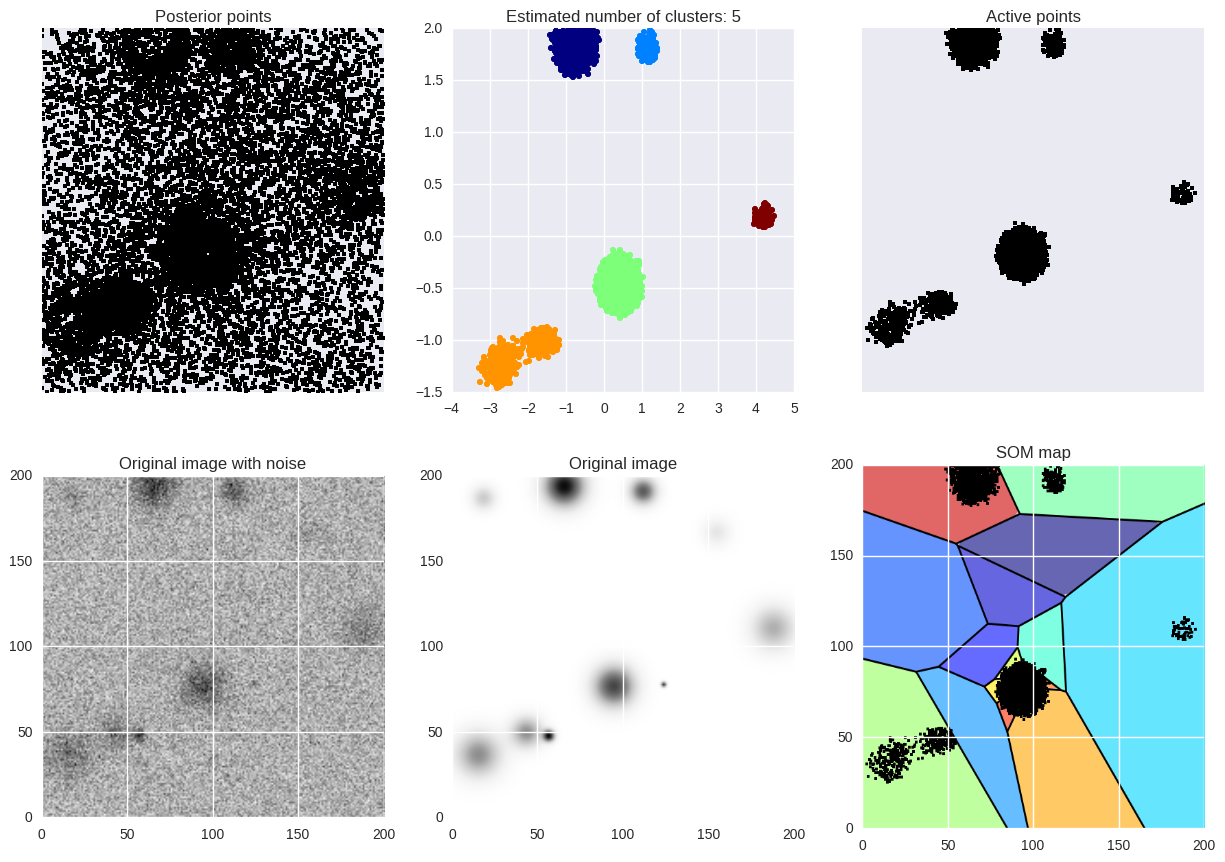 Posterior points
Estimated number of clusters: 5
Active points
2.0
1.5
1.0
0.5
0.0
−0.5
−1.0
−1.5
−4 −3 −2 −1 0 1 2 3 4 5
Original image with noise
200
150
100
50
0
0 50 100 150 200
Original image
200
150
100
50
0
0 50 100 150 200
SOM map
200
150
100
50
0
0 50 100 150 200